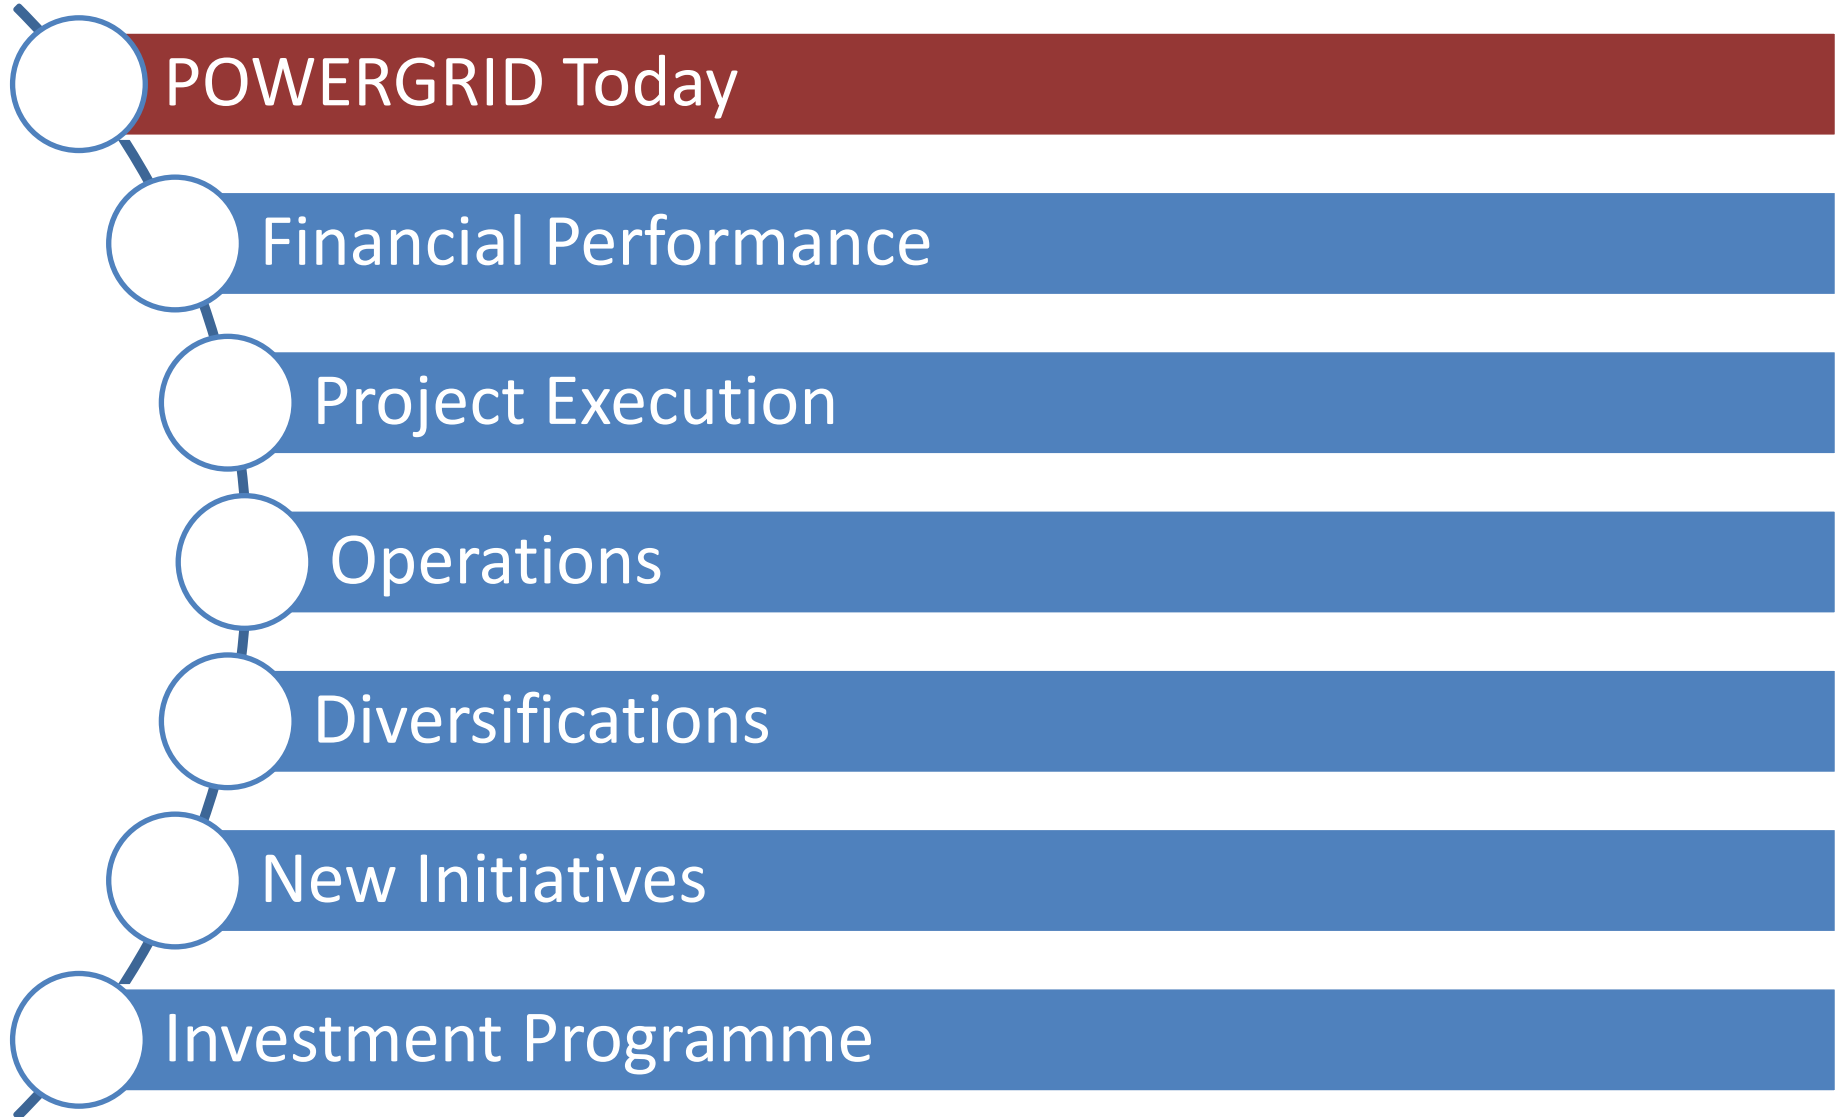 POWERGRID Today
Financial Performance
Project Execution
Operations
Diversifications
New Initiatives
Investment Programme